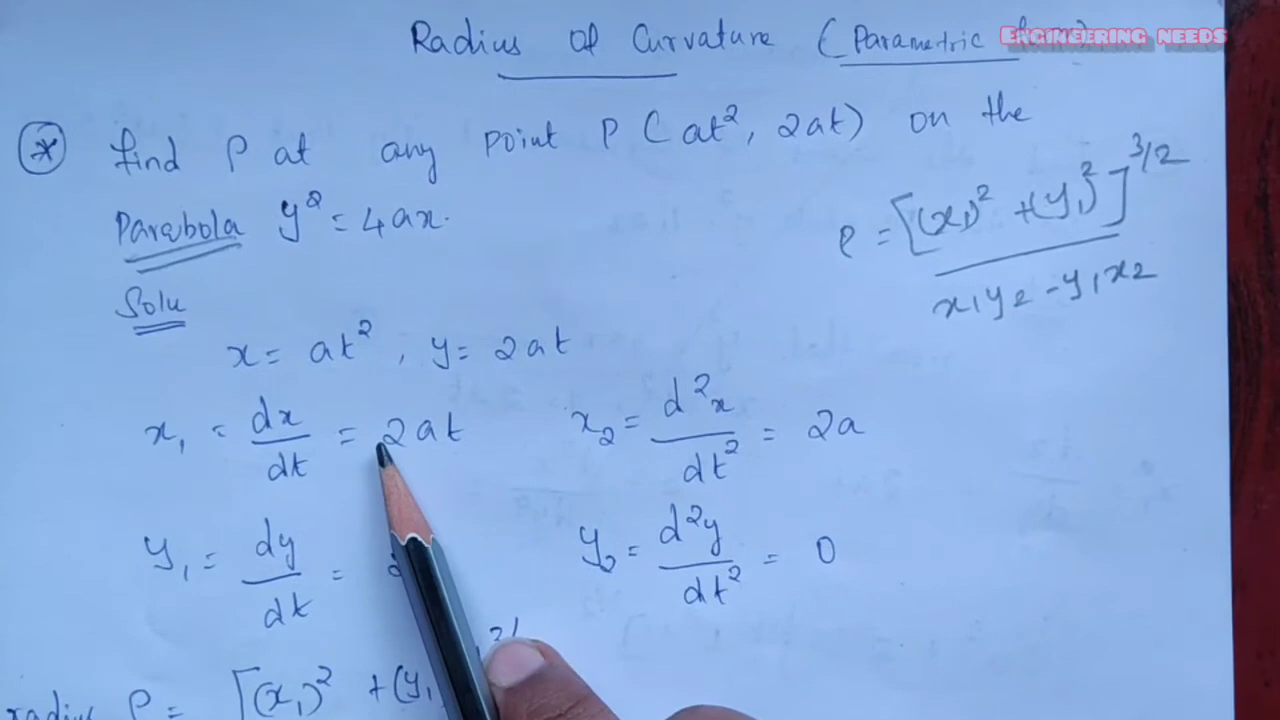 Radius of Curvature (Parametric
ENGINEERING NEEDS
* find ρ at any point P (at², 2at) on the
Parabola y² = 4ax.
ρ = [(x₁)² + (y₁)²]^3/2 / x₁y₂ - y₁x₂
Solu
x = at², y = 2at
x₁ = dx/dt = 2at x₂ = d²x/dt² = 2a
y₁ = dy/dt = y₂ = d²y/dt² = 0
radius ρ = [(x₁)² + (y₁